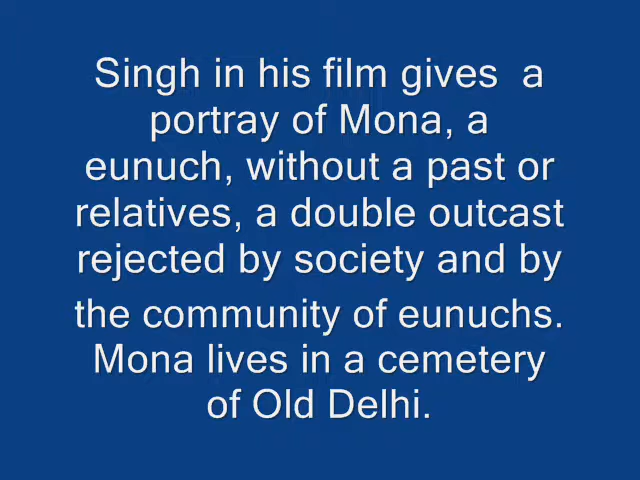 Singh in his film gives  a
portray of Mona, a
eunuch, without a past or
relatives, a double outcast
rejected by society and by
the community of eunuchs.
Mona lives in a cemetery
of Old Delhi.